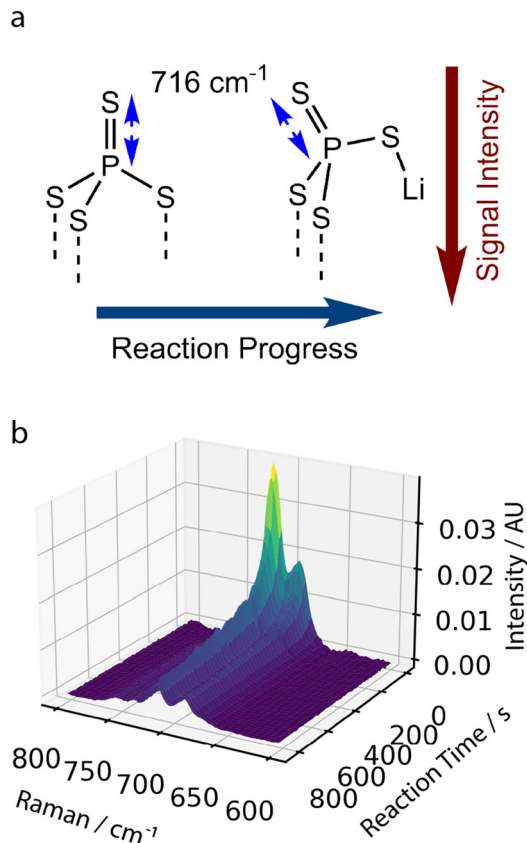 a
716 cm⁻¹
S
P
S
S
S
S
P
S
S
S
Li
Signal Intensity
Reaction Progress
b
0.03
0.02
0.01
0.00
Intensity / AU
0
200
400
600
800
Reaction Time / s
800
750
700
650
600
Raman / cm⁻¹